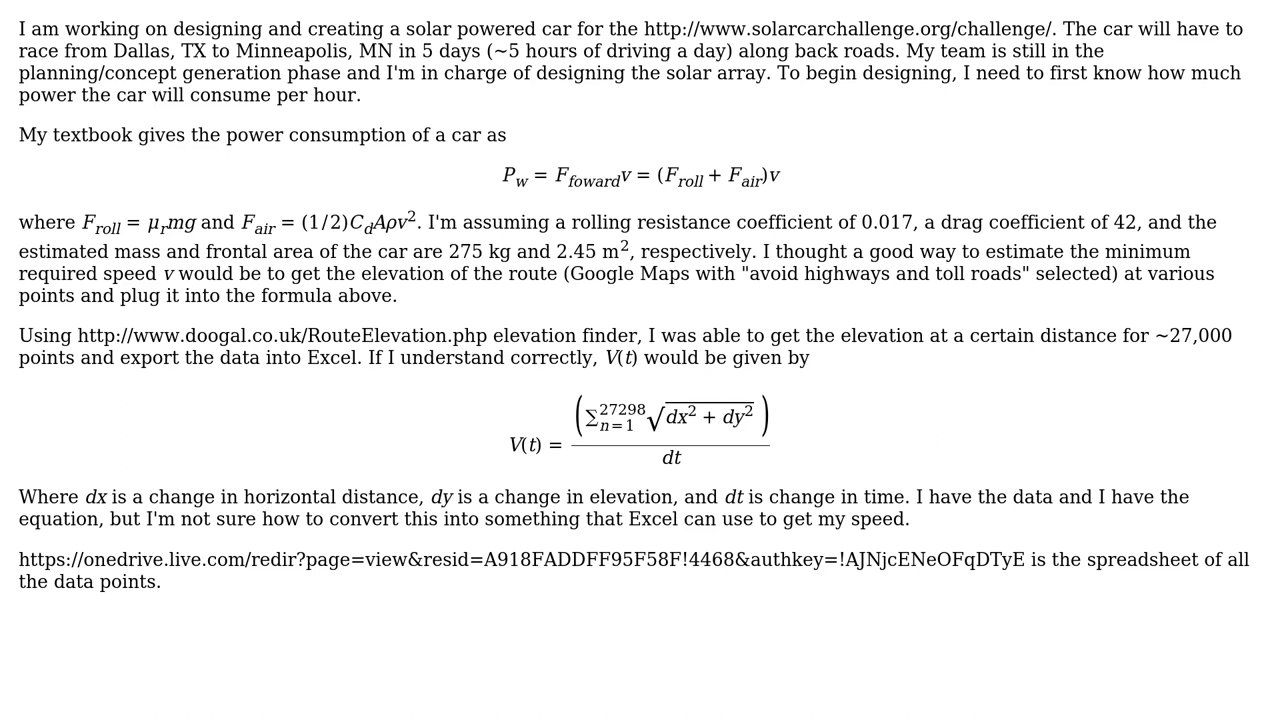 I am working on designing and creating a solar powered car for the http://www.solarcarchallenge.org/challenge/. The car will have to
race from Dallas, TX to Minneapolis, MN in 5 days (~5 hours of driving a day) along back roads. My team is still in the
planning/concept generation phase and I'm in charge of designing the solar array. To begin designing, I need to first know how much
power the car will consume per hour.
My textbook gives the power consumption of a car as
P_w = F_foward v = (F_roll + F_air)v
where F_roll = μ_r mg and F_air = (1/2)C_d Aρv². I'm assuming a rolling resistance coefficient of 0.017, a drag coefficient of 42, and the
estimated mass and frontal area of the car are 275 kg and 2.45 m², respectively. I thought a good way to estimate the minimum
required speed v would be to get the elevation of the route (Google Maps with "avoid highways and toll roads" selected) at various
points and plug it into the formula above.
Using http://www.doogal.co.uk/RouteElevation.php elevation finder, I was able to get the elevation at a certain distance for ~27,000
points and export the data into Excel. If I understand correctly, V(t) would be given by
V(t) = (∑_{n=1}^{27298} √(dx² + dy²)) / dt
Where dx is a change in horizontal distance, dy is a change in elevation, and dt is change in time. I have the data and I have the
equation, but I'm not sure how to convert this into something that Excel can use to get my speed.
https://onedrive.live.com/redir?page=view&resid=A918FADDFF95F58F!4468&authkey=!AJNjcENeOFqDTyE is the spreadsheet of all
the data points.